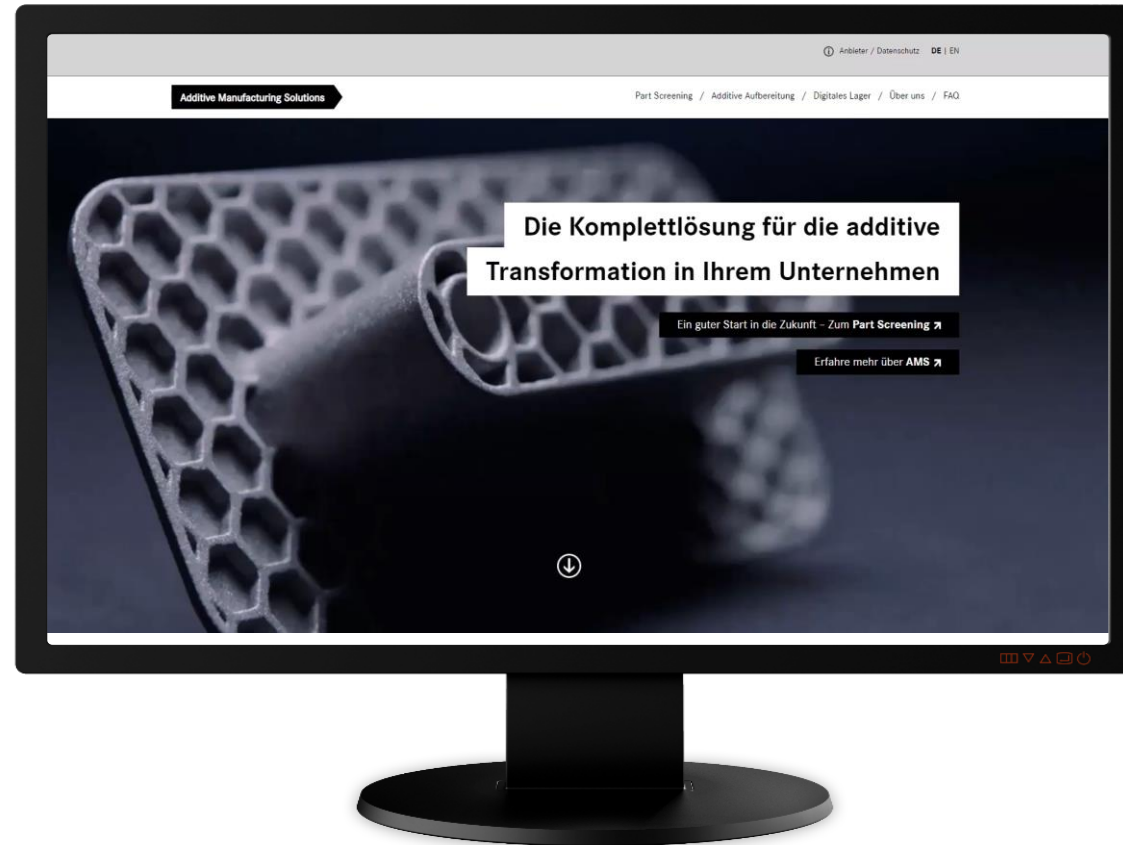 Anbieter / Datenschutz DE | EN
Additive Manufacturing Solutions
Part Screening / Additive Aufbereitung / Digitales Lager / Über uns / FAQ
Die Komplettlösung für die additive
Transformation in Ihrem Unternehmen
Ein guter Start in die Zukunft – Zum Part Screening ↗
Erfahre mehr über AMS ↗